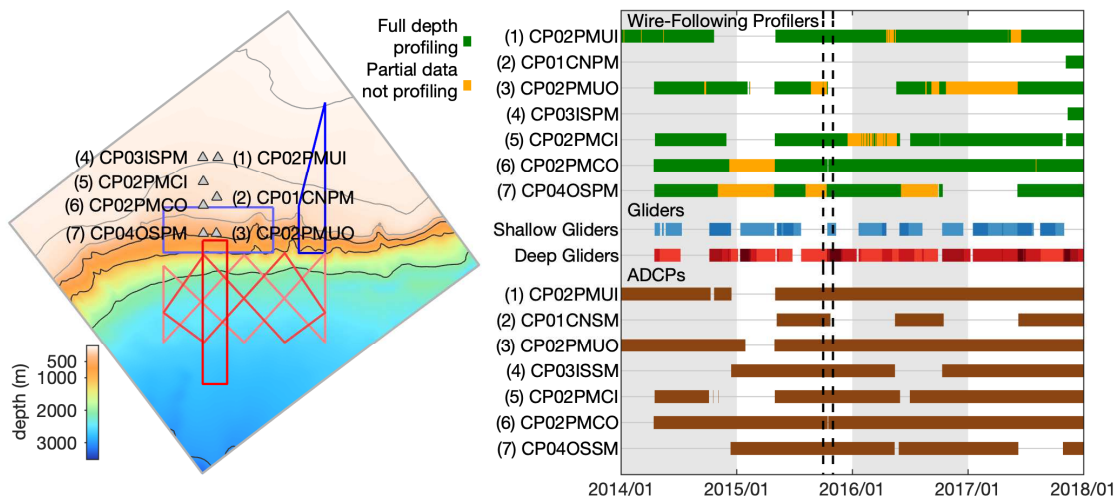 Full depth
profiling
Partial data
not profiling
(4) CP03ISPM
(1) CP02PMUI
(5) CP02PMCI
(2) CP01CNPM
(6) CP02PMCO
(7) CP04OSPM
(3) CP02PMUO
depth (m)
500
1000
2000
3000
Wire-Following Profilers
(1) CP02PMUI
(2) CP01CNPM
(3) CP02PMUO
(4) CP03ISPM
(5) CP02PMCI
(6) CP02PMCO
(7) CP04OSPM
Gliders
Shallow Gliders
Deep Gliders
ADCPs
(1) CP02PMUI
(2) CP01CNSM
(3) CP02PMUO
(4) CP03ISSM
(5) CP02PMCI
(6) CP02PMCO
(7) CP04OSSM
2014/01 2015/01 2016/01 2017/01 2018/01